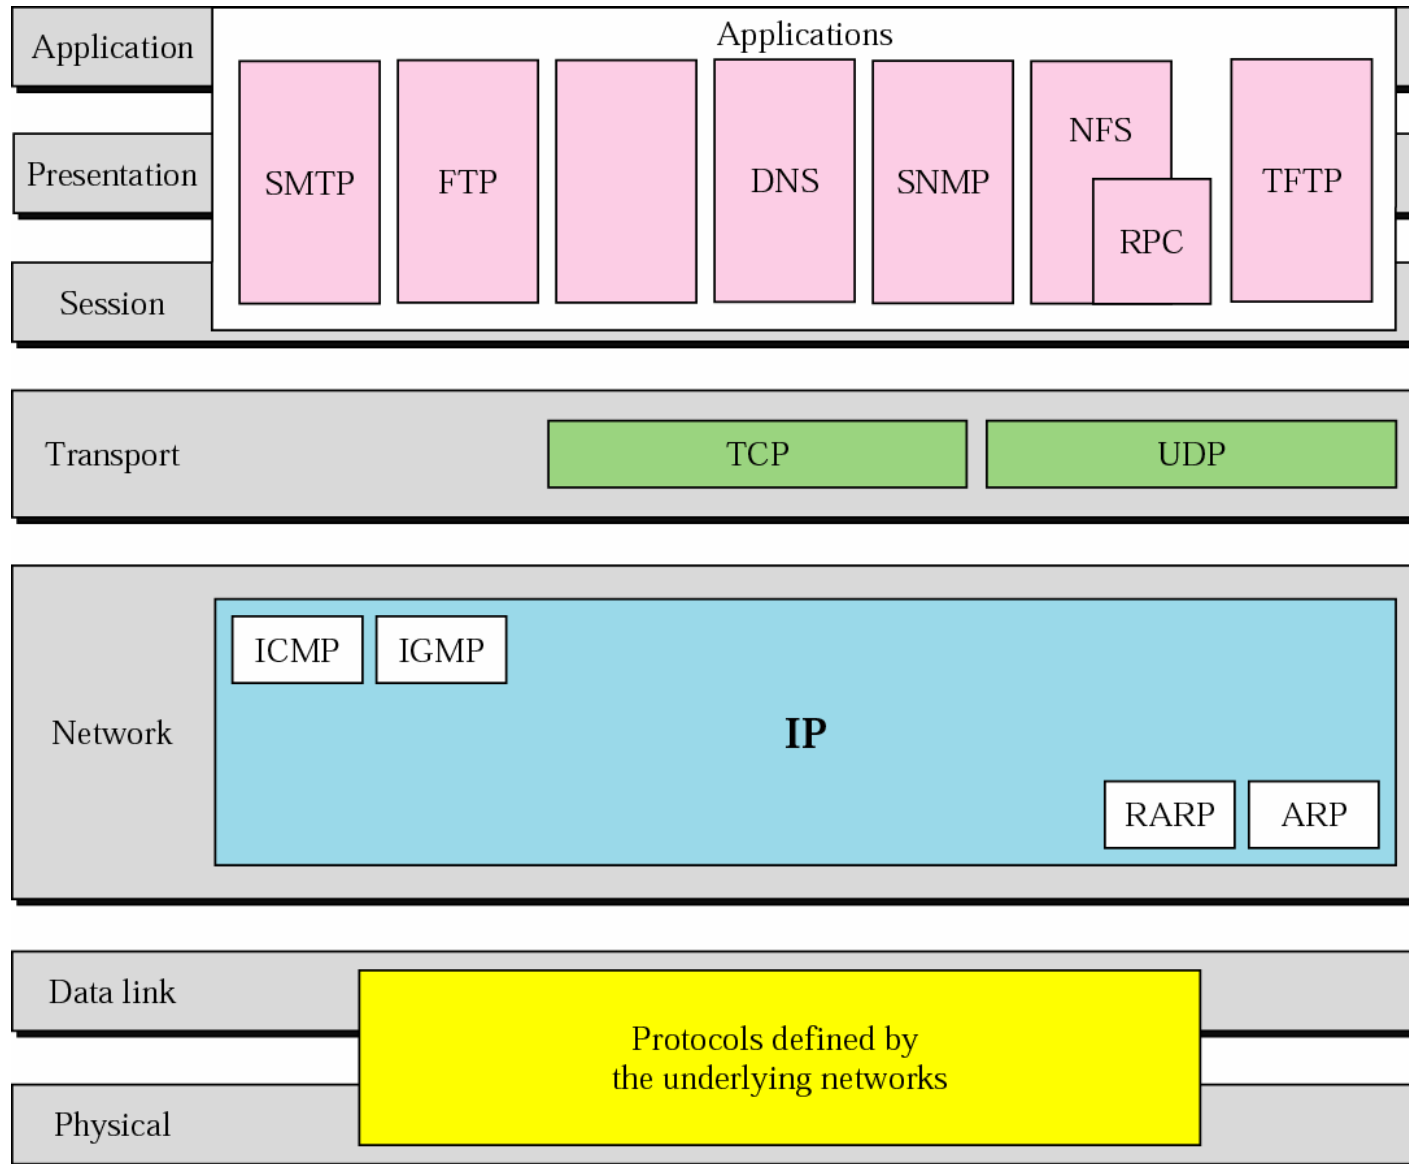 Application
Applications
Presentation
SMTP
FTP
DNS
SNMP
NFS
RPC
TFTP
Session
Transport
TCP
UDP
Network
ICMP
IGMP
IP
RARP
ARP
Data link
Protocols defined by
the underlying networks
Physical